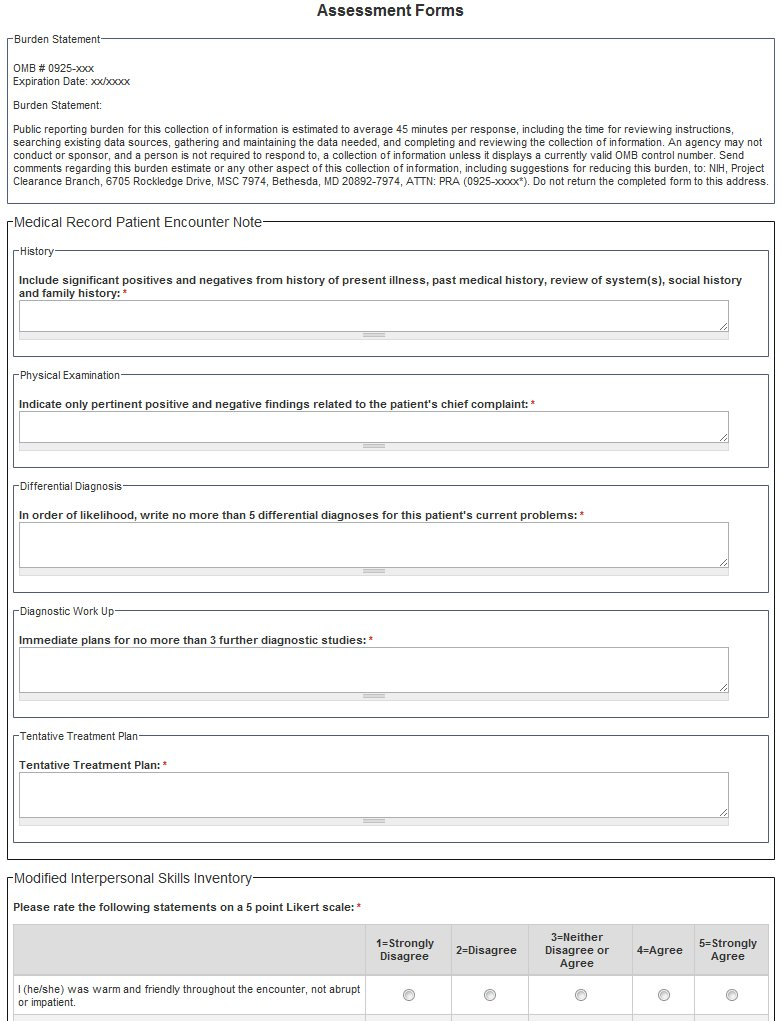 Assessment Forms
Burden Statement
OMB # 0925-xxx
Expiration Date: xx/xxxx
Burden Statement:
Public reporting burden for this collection of information is estimated to average 45 minutes per response, including the time for reviewing instructions,
searching existing data sources, gathering and maintaining the data needed, and completing and reviewing the collection of information. An agency may not
conduct or sponsor, and a person is not required to respond to, a collection of information unless it displays a currently valid OMB control number. Send
comments regarding this burden estimate or any other aspect of this collection of information, including suggestions for reducing this burden, to: NIH, Project
Clearance Branch, 6705 Rockledge Drive, MSC 7974, Bethesda, MD 20892-7974, ATTN: PRA (0925-xxxx*). Do not return the completed form to this address.
Medical Record Patient Encounter Note
History
Include significant positives and negatives from history of present illness, past medical history, review of system(s), social history
and family history: *
Physical Examination
Indicate only pertinent positive and negative findings related to the patient's chief complaint: *
Differential Diagnosis
In order of likelihood, write no more than 5 differential diagnoses for this patient's current problems: *
Diagnostic Work Up
Immediate plans for no more than 3 further diagnostic studies: *
Tentative Treatment Plan
Tentative Treatment Plan: *
Modified Interpersonal Skills Inventory
Please rate the following statements on a 5 point Likert scale: *
1=Strongly
Disagree
2=Disagree
3=Neither
Disagree or
Agree
4=Agree
5=Strongly
Agree
I (he/she) was warm and friendly throughout the encounter, not abrupt
or impatient.